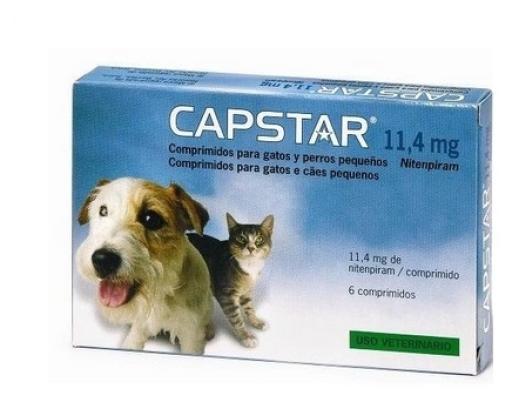 CAPSTAR® 11,4 mg
Comprimidos para gatos y perros pequeños Nitenpiram
Comprimidos para gatos e cães pequenos
11,4 mg de
nitenpiram / comprimido
6 comprimidos
USO VETERINARIO
CAPSTAR